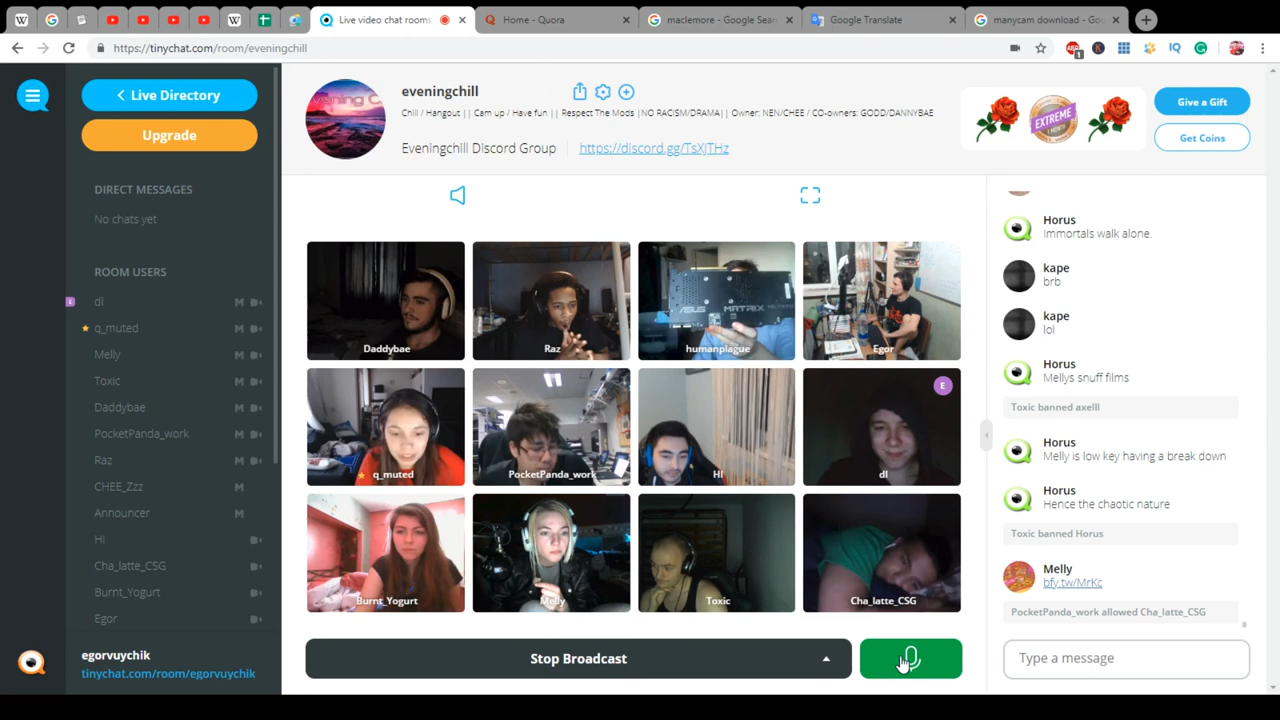 Live video chat rooms
Home - Quora
maclemore - Google Sear
Google Translate
manycam download - Goo
https://tinychat.com/room/eveningchill
Live Directory
Upgrade
DIRECT MESSAGES
No chats yet
ROOM USERS
E
dl
M
q_muted
M
Melly
M
Toxic
M
Daddybae
M
PocketPanda_work
M
Raz
M
CHEE_Zzz
M
Announcer
M
HI
Cha_latte_CSG
Burnt_Yogurt
Egor
egorvuychik
tinychat.com/room/egorvuychik
eveningchill
Chill / Hangout || Cam up / Have fun || Respect The Mods |NO RACISM/DRAMA|| Owner: NEN/CHEE / CO-owners: GODD/DANNYBAE
Eveningchill Discord Group
https://discord.gg/TsXJTHz
EXTREME
1 MONTH
Give a Gift
Get Coins
Daddybae
Raz
ASUS MATRIX
humanplague
Egor
q_muted
PocketPanda_work
HI
E
dl
Burnt_Yogurt
Melly
Toxic
Cha_latte_CSG
Stop Broadcast
Horus
Immortals walk alone.
kape
brb
kape
lol
Horus
Mellys snuff films
Toxic banned axelll
Horus
Melly is low key having a break down
Horus
Hence the chaotic nature
Toxic banned Horus
Melly
bfy.tw/MrKc
PocketPanda_work allowed Cha_latte_CSG
Type a message